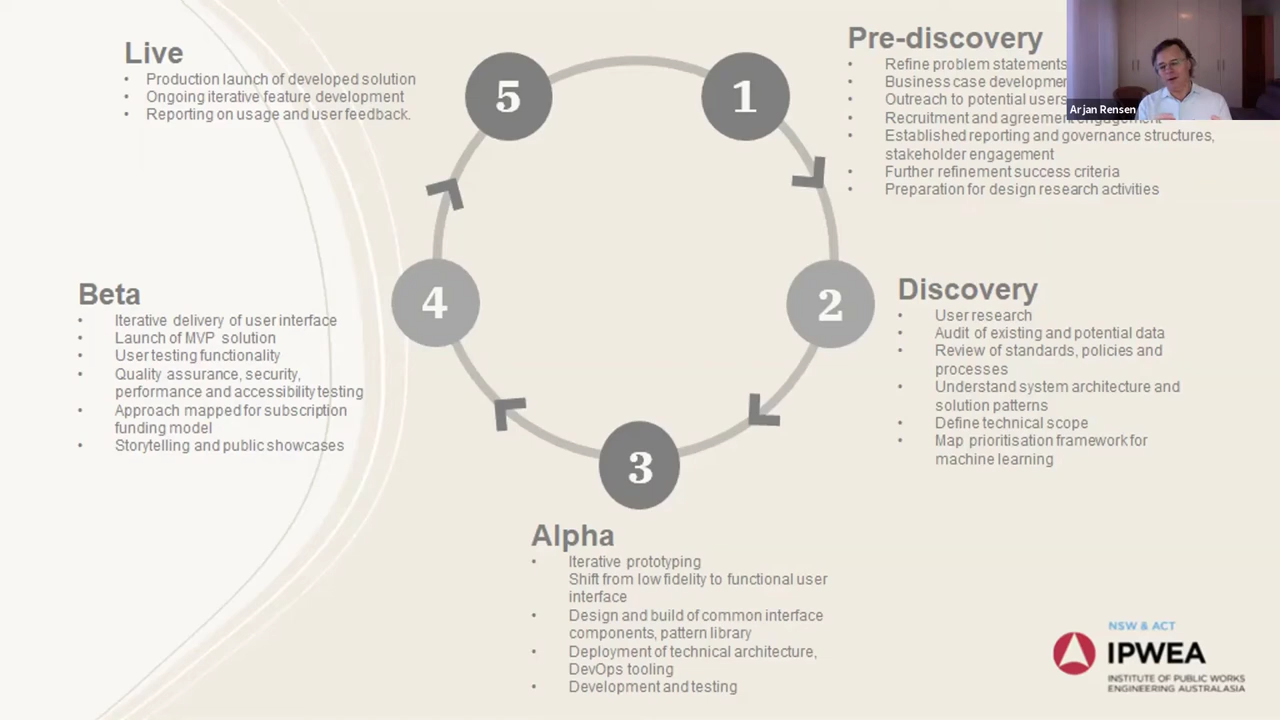 Live
• Production launch of developed solution
• Ongoing iterative feature development
• Reporting on usage and user feedback.
5
1
Pre-discovery
• Refine problem statements
• Business case
• Outreach to potential users
• Recruitment and agreement
• Established reporting and governance structures,
stakeholder engagement
• Further refinement success criteria
• Preparation for design research activities
Arjan Rensen
Beta
• Iterative delivery of user interface
• Launch of MVP solution
• User testing functionality
• Quality assurance, security,
performance and accessibility testing
• Approach mapped for subscription
funding model
• Storytelling and public showcases
4
2
Discovery
• User research
• Audit of existing and potential data
• Review of standards, policies and
processes
• Understand system architecture and
solution patterns
• Define technical scope
• Map prioritisation framework for
machine learning
3
Alpha
• Iterative prototyping
Shift from low fidelity to functional user
interface
• Design and build of common interface
components, pattern library
• Deployment of technical architecture,
DevOps tooling
• Development and testing
NSW & ACT
IPWEA
INSTITUTE OF PUBLIC WORKS
ENGINEERING AUSTRALASIA